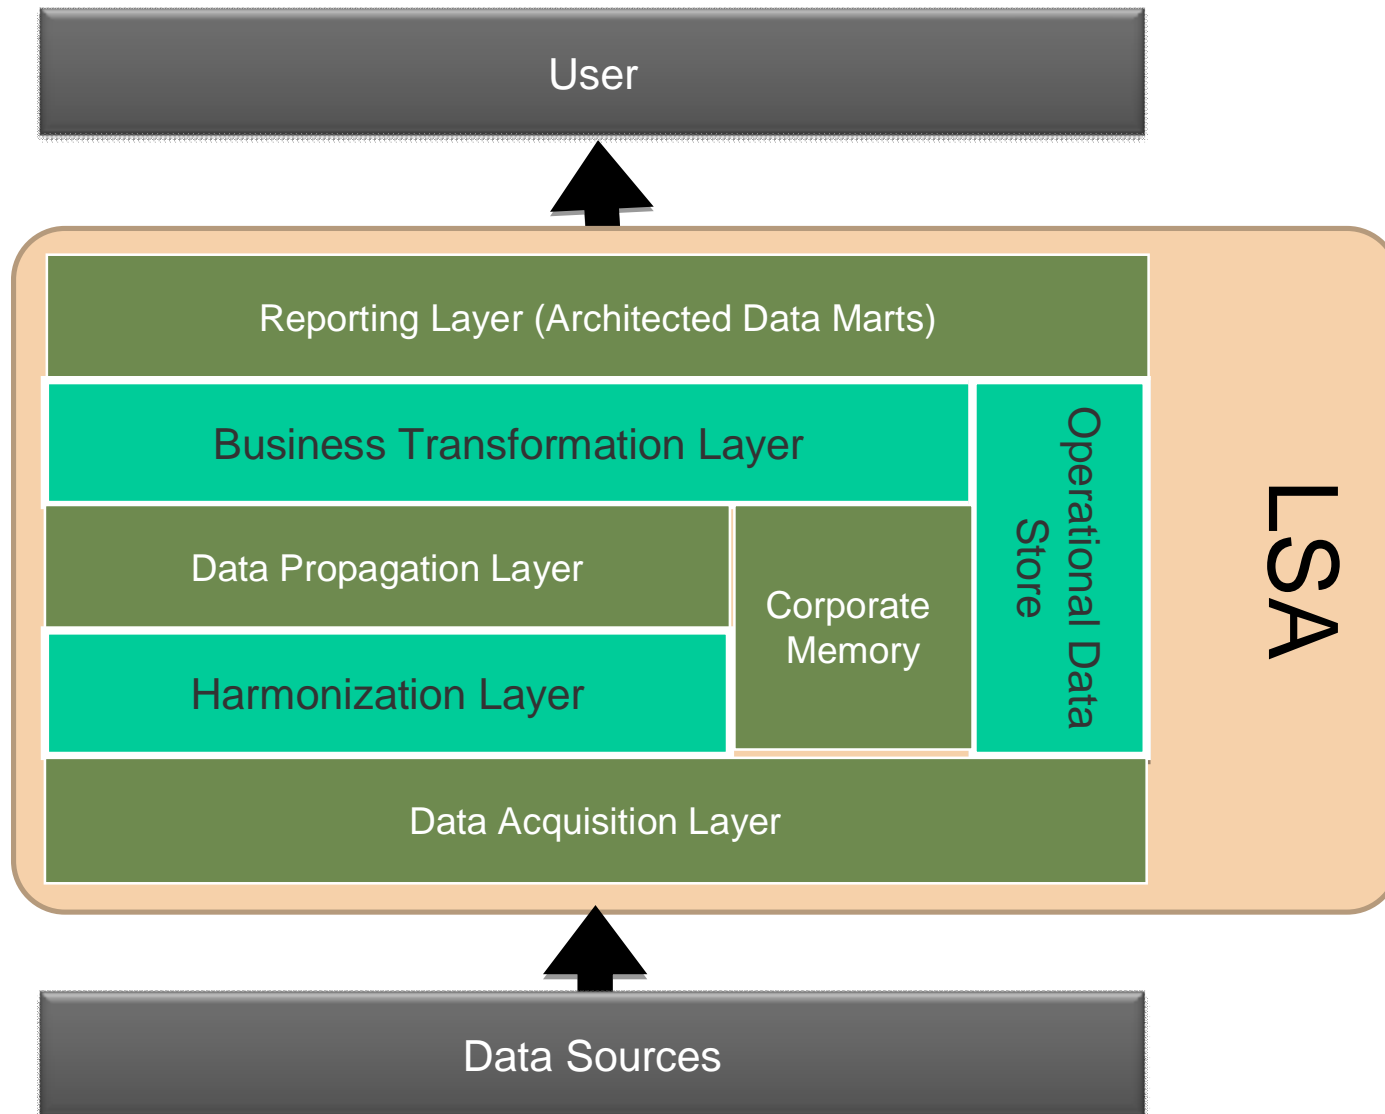 User
Reporting Layer (Architected Data Marts)
Business Transformation Layer
Operational Data
Store
Data Propagation Layer
Corporate
Memory
Harmonization Layer
Data Acquisition Layer
LSA
Data Sources